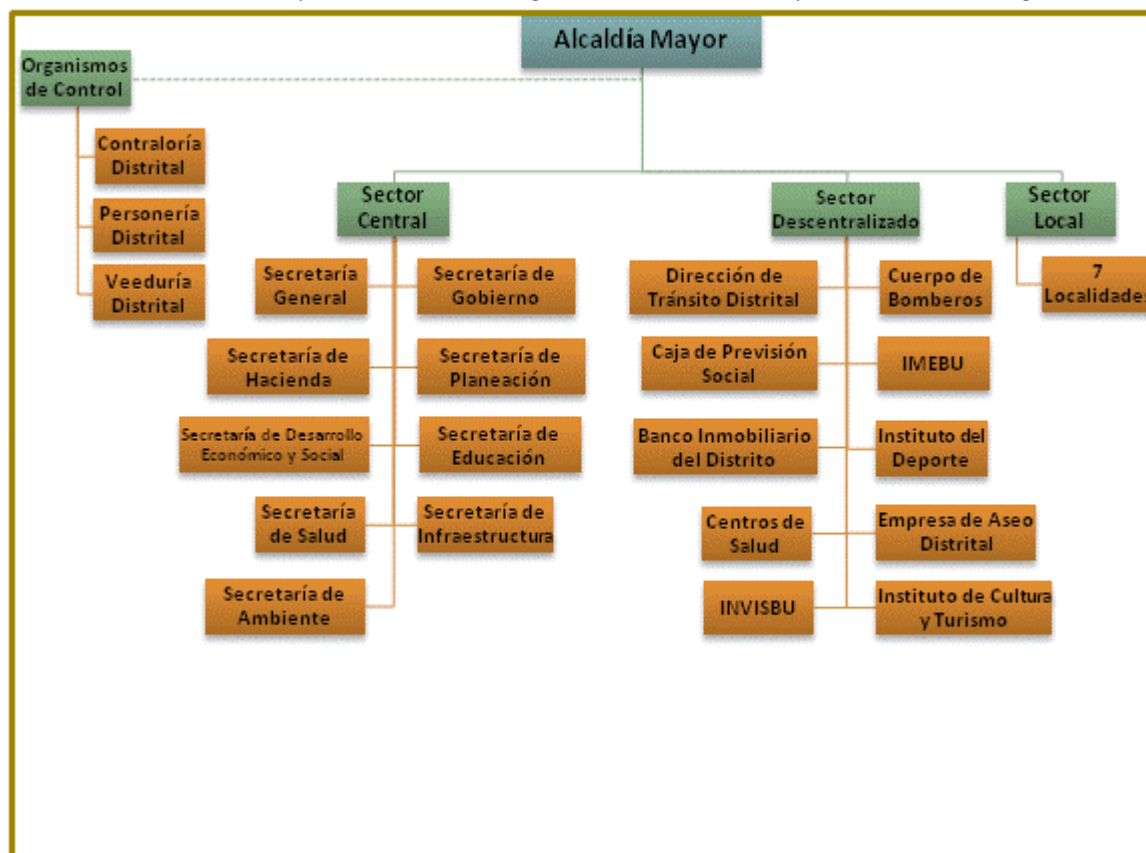 Alcaldía Mayor
Organismos
de Control
Contraloría
Distrital
Personería
Distrital
Veeduría
Distrital
Sector
Central
Secretaría
General
Secretaría de
Gobierno
Secretaría de
Hacienda
Secretaría de
Planeación
Secretaría de Desarrollo
Económico y Social
Secretaría de
Educación
Secretaría
de Salud
Secretaría de
Infraestructura
Secretaría de
Ambiente
Sector
Descentralizado
Dirección de
Tránsito Distrital
Cuerpo de
Bomberos
Caja de Previsión
Social
IMEBU
Banco Inmobiliario
del Distrito
Instituto del
Deporte
Centros de
Salud
Empresa de Aseo
Distrital
INVISBU
Instituto de Cultura
y Turismo
Sector
Local
7
Localidades